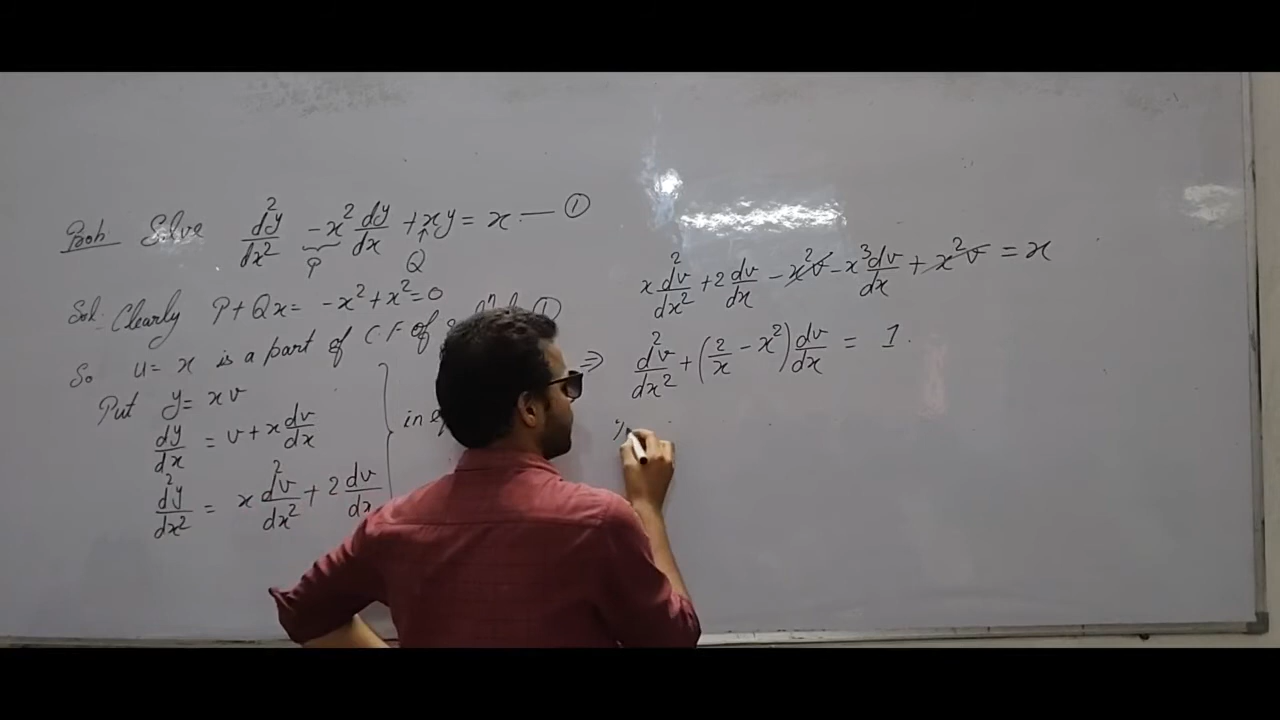 Prob Solve d²y/dx² - x² dy/dx + xy = x — ①
P Q
Sol. Clearly P + Qx = -x² + x² = 0
So u = x is a part of C.F of ①
Put y = xv
dy/dx = v + x dv/dx
d²y/dx² = x d²v/dx² + 2 dv/dx
in
x d²v/dx² + 2 dv/dx - x²v - x³ dv/dx + x²v = x
⇒ d²v/dx² + (2/x - x²) dv/dx = 1.